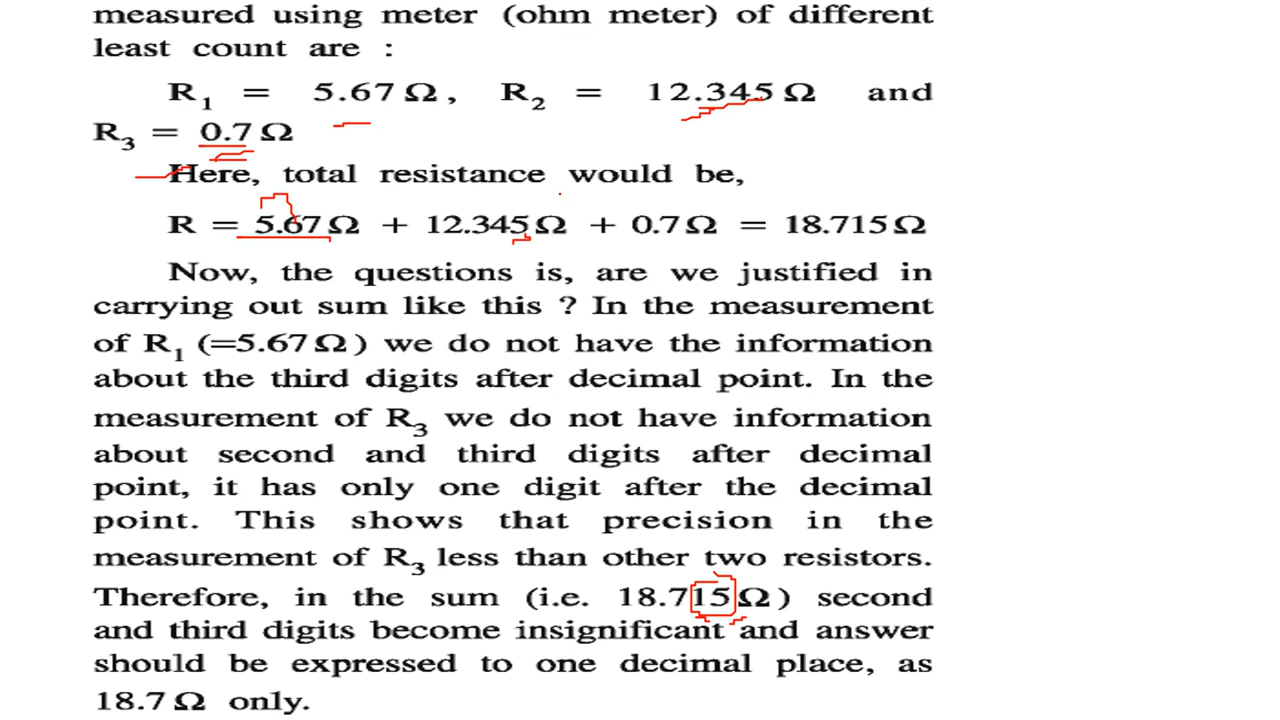 measured using meter (ohm meter) of different
least count are :
R₁ = 5.67 Ω, R₂ = 12.345 Ω and
R₃ = 0.7 Ω
Here, total resistance would be,
R = 5.67 Ω + 12.345 Ω + 0.7 Ω = 18.715 Ω
Now, the questions is, are we justified in
carrying out sum like this ? In the measurement
of R₁ (=5.67 Ω) we do not have the information
about the third digits after decimal point. In the
measurement of R₃ we do not have information
about second and third digits after decimal
point, it has only one digit after the decimal
point. This shows that precision in the
measurement of R₃ less than other two resistors.
Therefore, in the sum (i.e. 18.715 Ω) second
and third digits become insignificant and answer
should be expressed to one decimal place, as
18.7 Ω only.